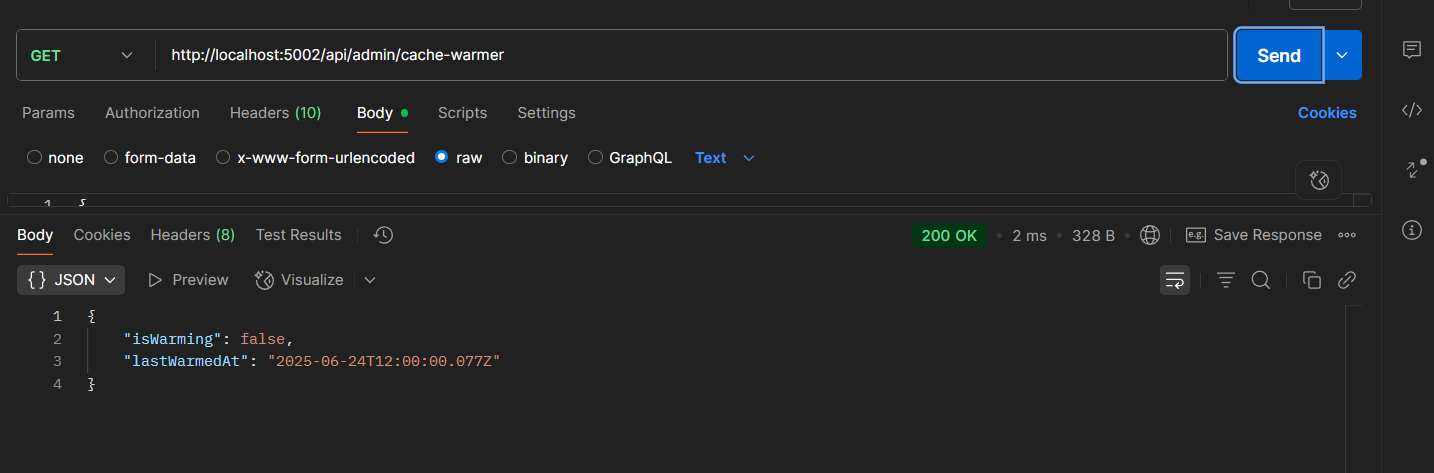 GET http://localhost:5002/api/admin/cache-warmer Send
Params Authorization Headers (10) Body Scripts Settings Cookies
none form-data x-www-form-urlencoded raw binary GraphQL Text
1 {
Body Cookies Headers (8) Test Results 200 OK 2 ms 328 B e.g. Save Response
{} JSON Preview Visualize
1 {
2 "isWarming": false,
3 "lastWarmedAt": "2025-06-24T12:00:00.077Z"
4 }